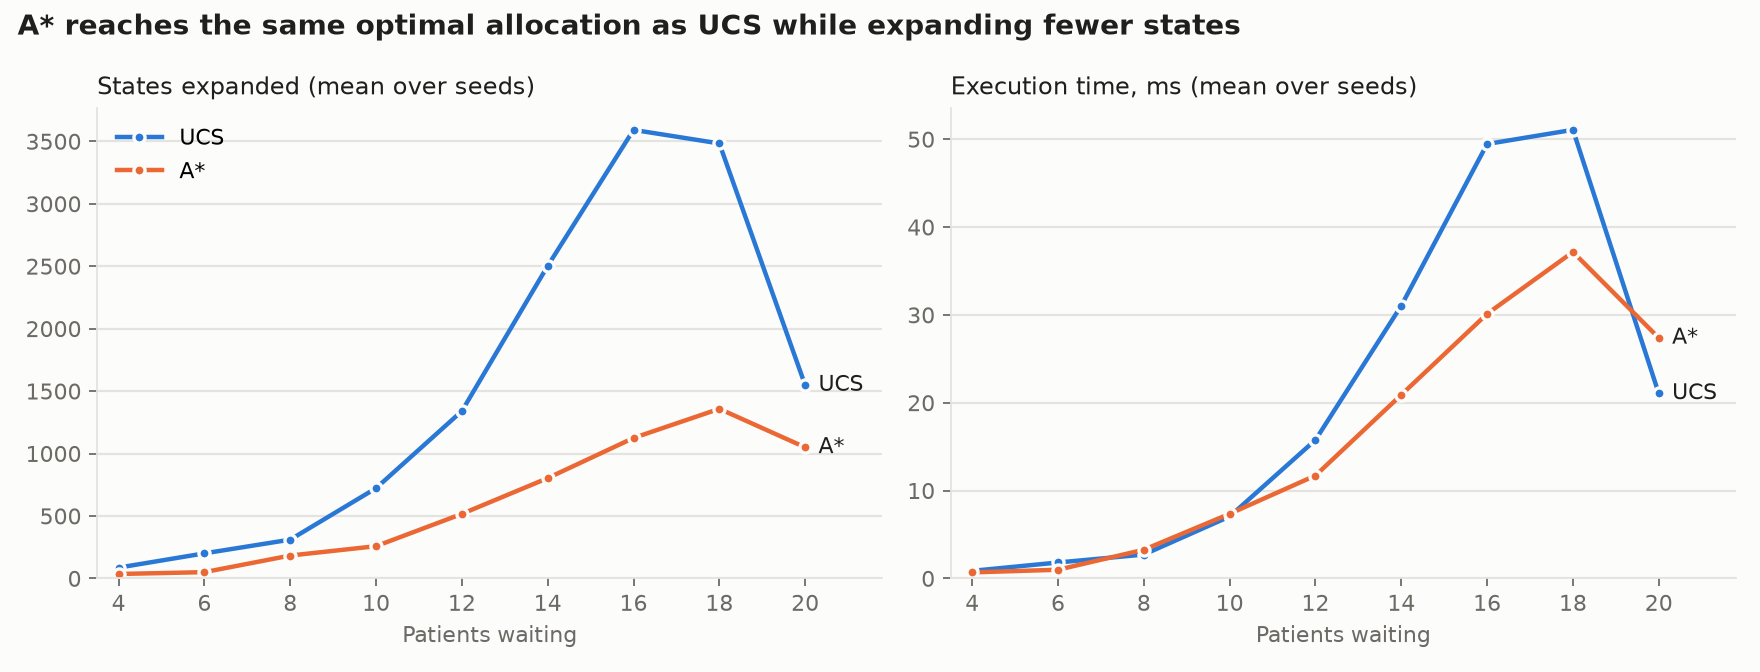 A* reaches the same optimal allocation as UCS while expanding fewer states
States expanded (mean over seeds)
UCS
A*
3500
3000
2500
2000
1500
1000
500
0
UCS
A*
4 6 8 10 12 14 16 18 20
Patients waiting
Execution time, ms (mean over seeds)
50
40
30
20
10
0
A*
UCS
4 6 8 10 12 14 16 18 20
Patients waiting